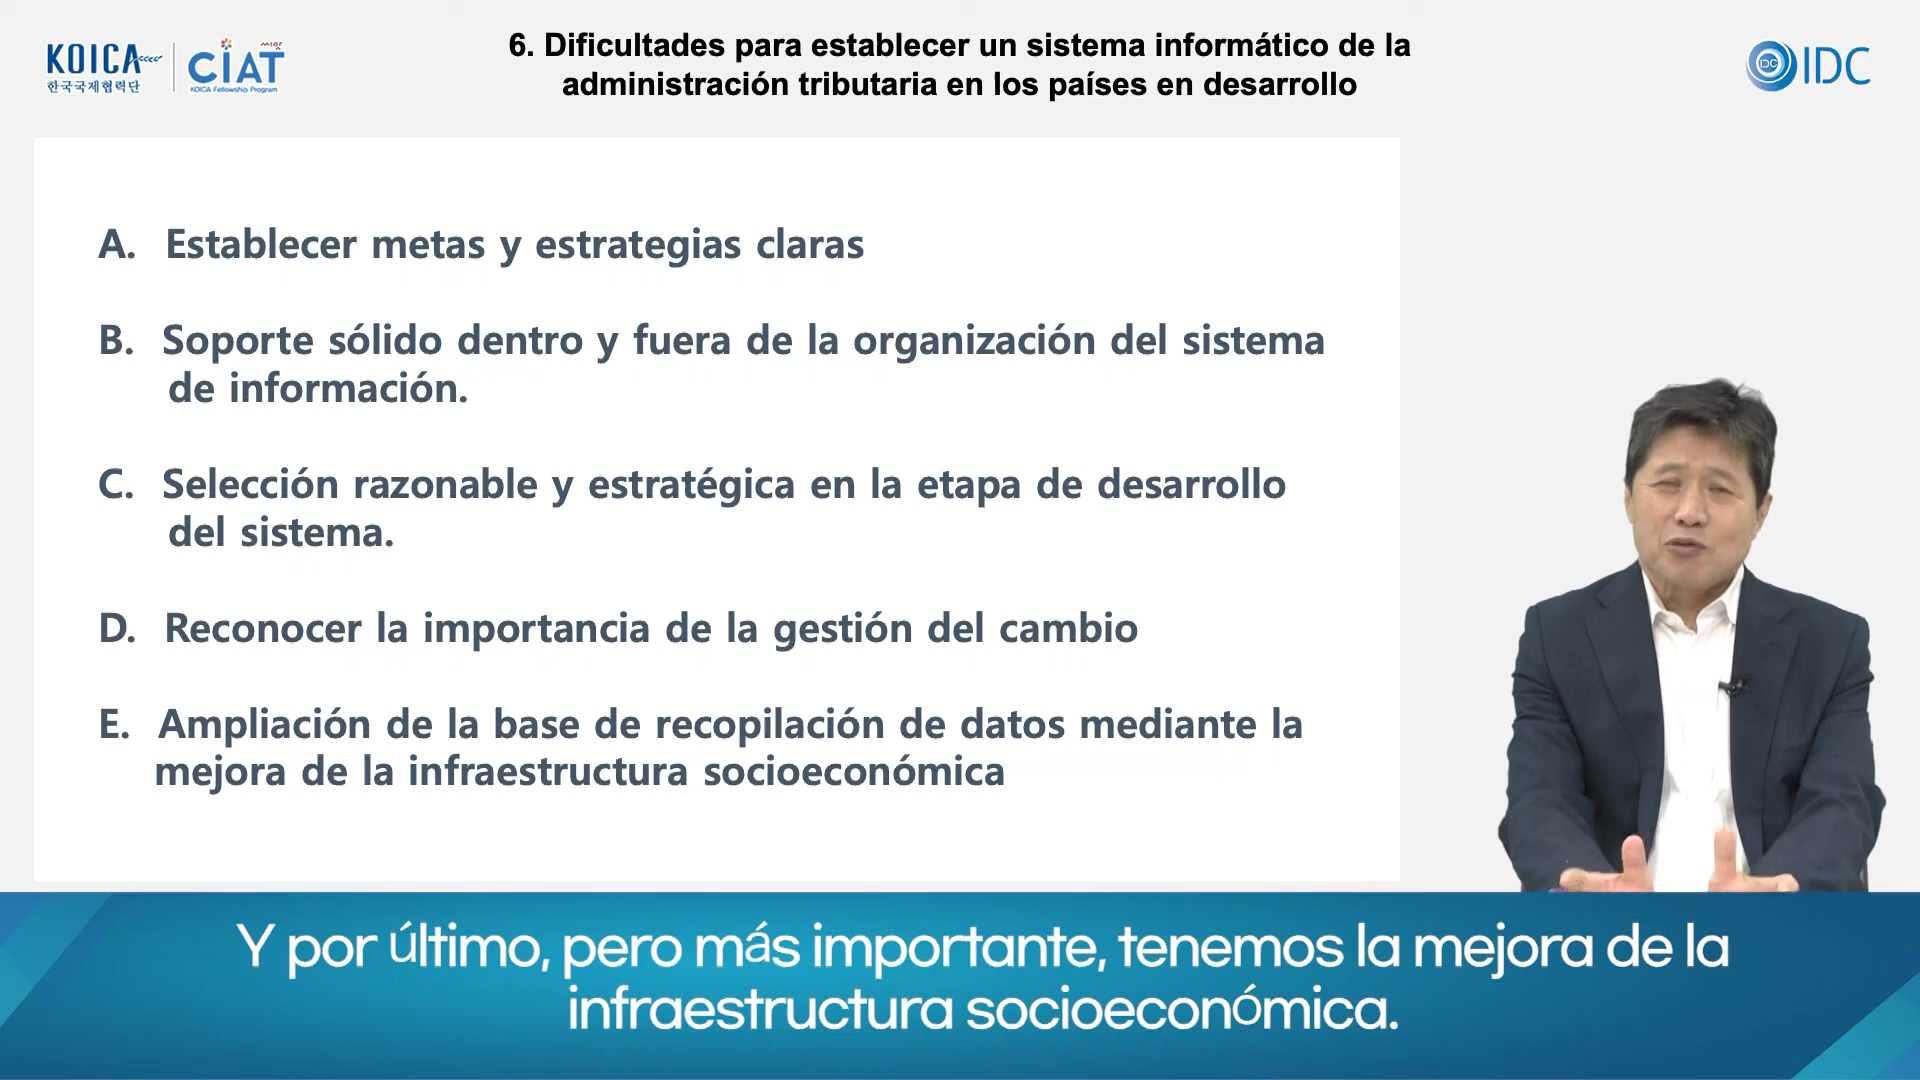 KOICA
한국국제협력단
CIAT
KOICA Fellowship Program
6. Dificultades para establecer un sistema informático de la
administración tributaria en los países en desarrollo
IDC
IDC
A. Establecer metas y estrategias claras
B. Soporte sólido dentro y fuera de la organización del sistema
de información.
C. Selección razonable y estratégica en la etapa de desarrollo
del sistema.
D. Reconocer la importancia de la gestión del cambio
E. Ampliación de la base de recopilación de datos mediante la
mejora de la infraestructura socioeconómica
Y por último, pero más importante, tenemos la mejora de la
infraestructura socioeconómica.